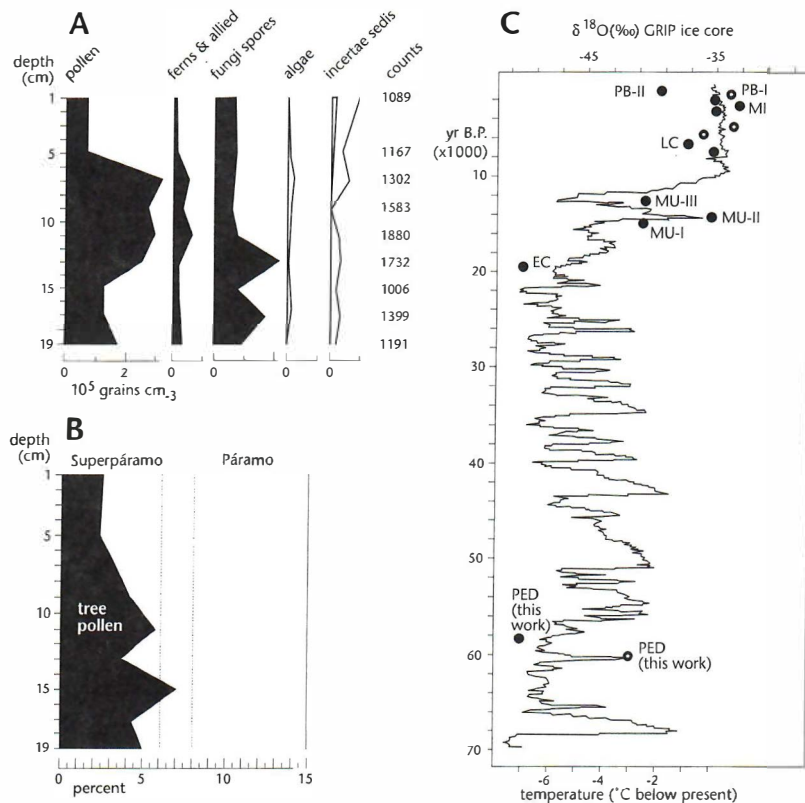 A
depth
(cm)
pollen
ferns & allied
fungi spores
algae
incertae sedis
counts
1
5
10
15
19
1089
1167
1302
1583
1880
1732
1006
1399
1191
0 2 0 0 2 0 0
10⁵ grains cm₋₃
B
depth
(cm)
Superpáramo Páramo
1
5
10
15
19
tree
pollen
0 5 10 15
percent
C
δ ¹⁸O(‰) GRIP ice core
-45 -35
yr B.P.
(x1000)
10
20
30
40
50
60
70
PB-II
PB-I
MI
LC
MU-III
MU-II
MU-I
EC
PED
(this
work)
PED
(this work)
-6 -4 -2
temperature (˚C below present)